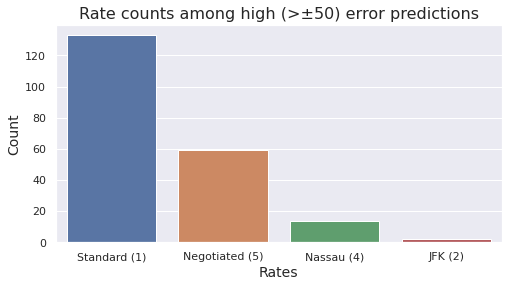 Rate counts among high (>±50) error predictions
Count
120
100
80
60
40
20
0
Standard (1) Negotiated (5) Nassau (4) JFK (2)
Rates